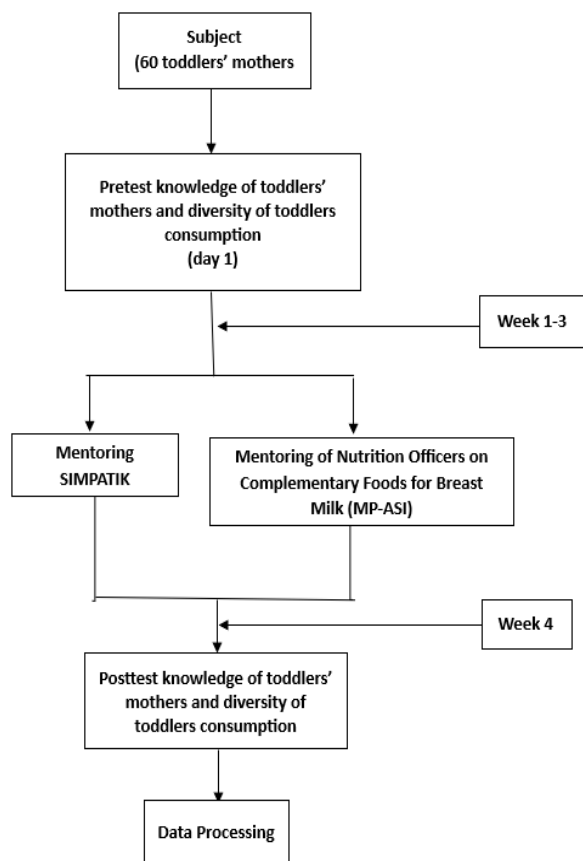 Subject
(60 toddlers’ mothers
Pretest knowledge of toddlers’
mothers and diversity of toddlers
consumption
(day 1)
Week 1-3
Mentoring
SIMPATIK
Mentoring of Nutrition Officers on
Complementary Foods for Breast
Milk (MP-ASI)
Week 4
Posttest knowledge of toddlers’
mothers and diversity of
toddlers consumption
Data Processing